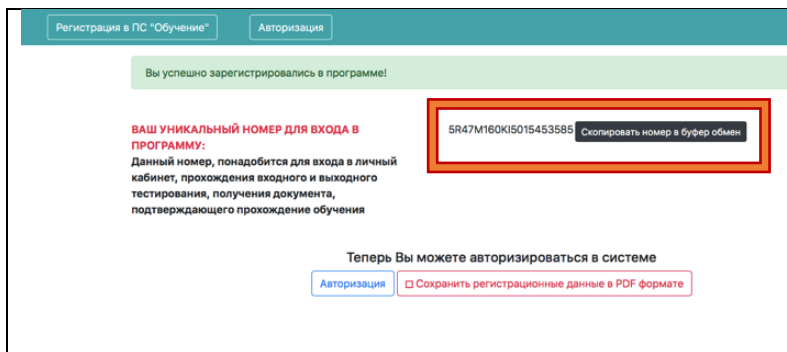 Регистрация в ПС "Обучение" Авторизация
Вы успешно зарегистрировались в программе!
ВАШ УНИКАЛЬНЫЙ НОМЕР ДЛЯ ВХОДА В
ПРОГРАММУ:
Данный номер, понадобится для входа в личный
кабинет, прохождения входного и выходного
тестирования, получения документа,
подтверждающего прохождение обучения
5R47M160KI5015453585 Скопировать номер в буфер обмен
Теперь Вы можете авторизироваться в системе
Авторизация Сохранить регистрационные данные в PDF формате